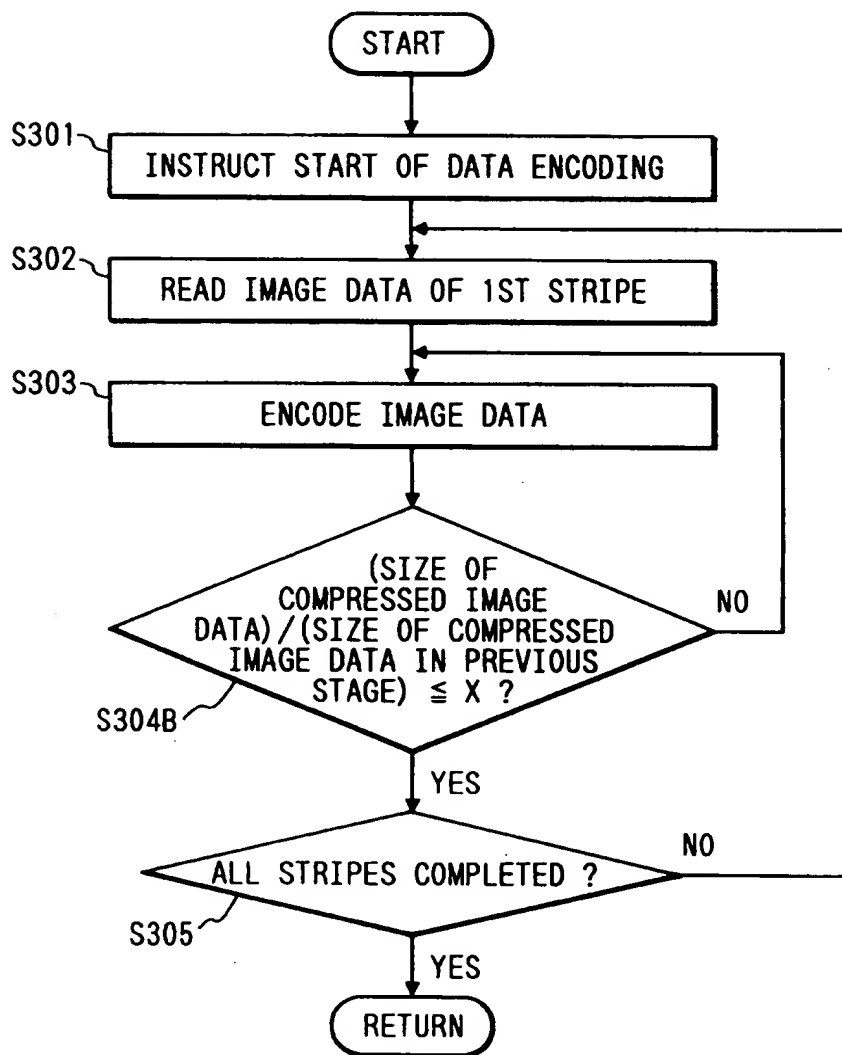 START
S301
INSTRUCT START OF DATA ENCODING
S302
READ IMAGE DATA OF 1ST STRIPE
S303
ENCODE IMAGE DATA
(SIZE OF
COMPRESSED IMAGE
DATA)/(SIZE OF COMPRESSED
IMAGE DATA IN PREVIOUS
STAGE) ≦ X ?
NO
S304B
YES
ALL STRIPES COMPLETED ?
NO
S305
YES
RETURN